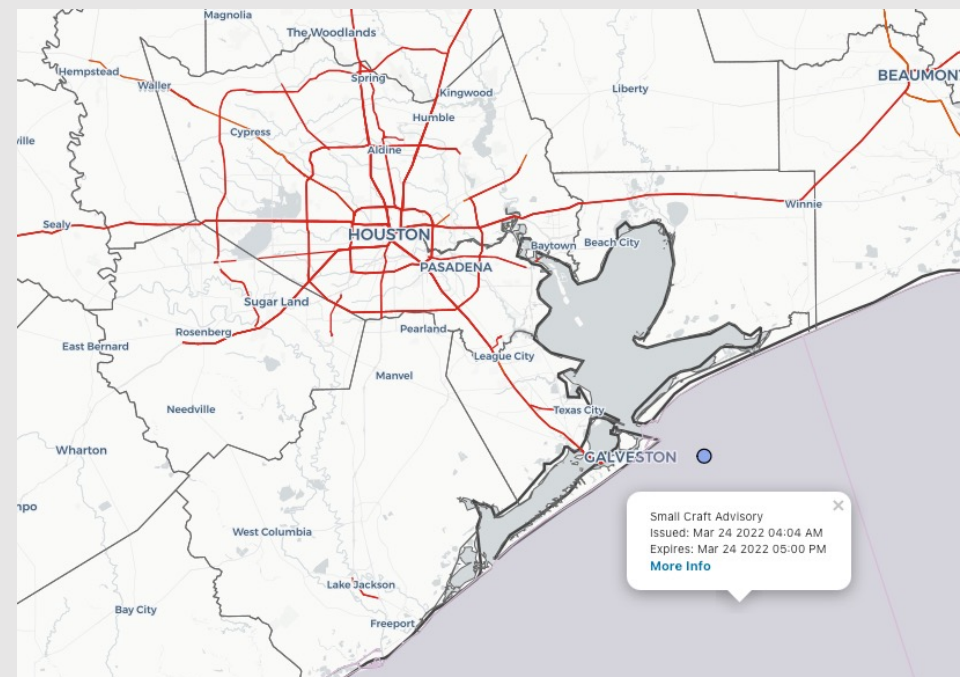 Magnolia
The Woodlands
Hempstead
Waller
Spring
Kingwood
Liberty
BEAUMONT
Humble
Cypress
ville
Aldine
Winnie
Sealy
HOUSTON
Baytown
Beach City
PASADENA
Sugar Land
Rosenberg
Pearland
East Bernard
League City
Manvel
Needville
Texas City
Wharton
GALVESTON
mpo
Small Craft Advisory
Issued: Mar 24 2022 04:04 AM
Expires: Mar 24 2022 05:00 PM
More Info
West Columbia
Lake Jackson
Bay City
Freeport